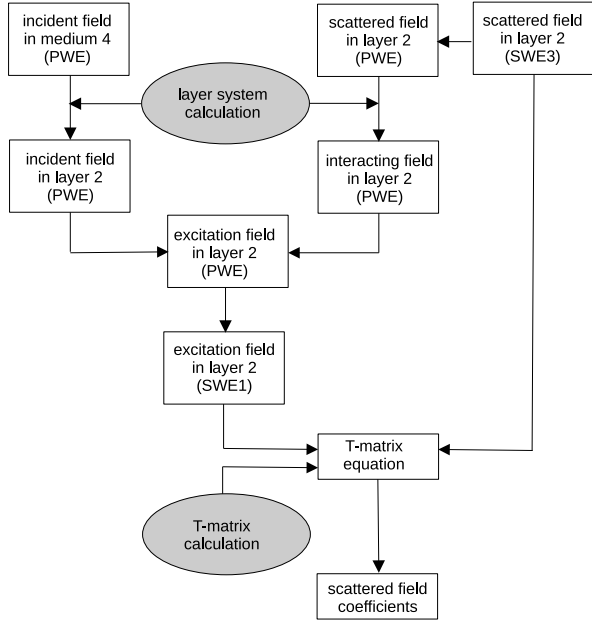 incident field
in medium 4
(PWE)
scattered field
in layer 2
(PWE)
scattered field
in layer 2
(SWE3)
layer system
calculation
incident field
in layer 2
(PWE)
interacting field
in layer 2
(PWE)
excitation field
in layer 2
(PWE)
excitation field
in layer 2
(SWE1)
T-matrix
equation
T-matrix
calculation
scattered field
coefficients